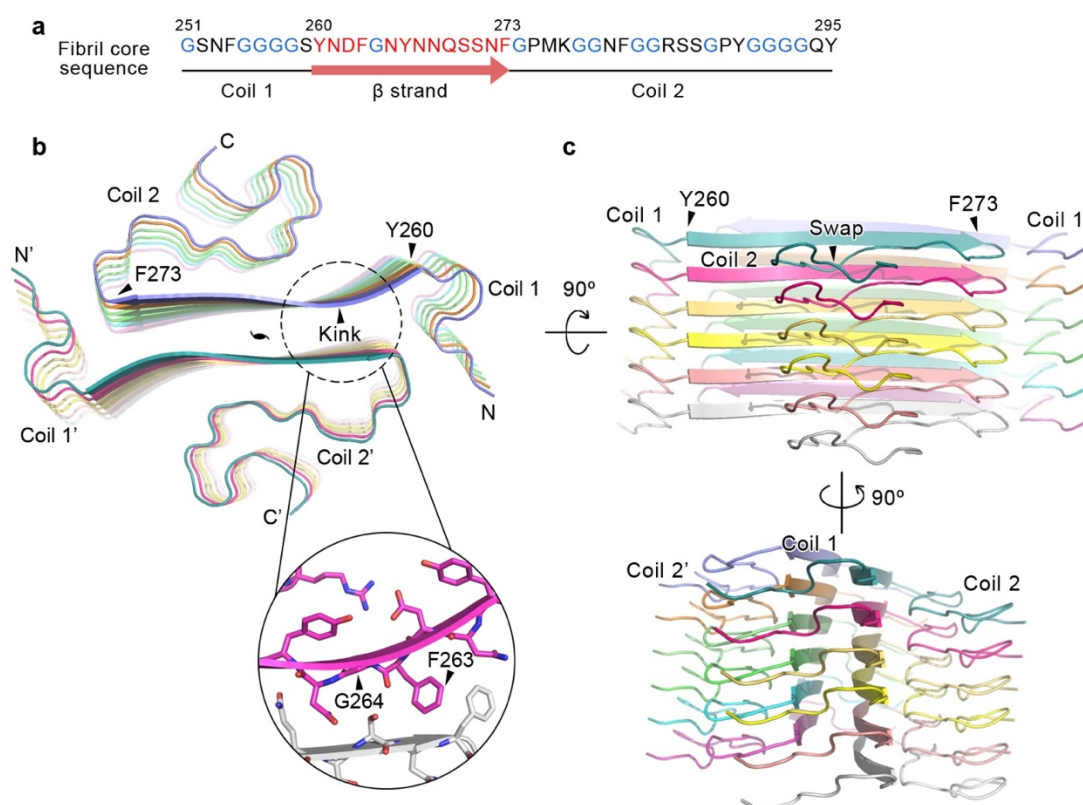 a
251 260 273 295
Fibril core sequence
GSNFGGGGSYNDFGNYNNQSSNFGPMKGGNFGGRSSGPYGGGGQY
Coil 1 β strand Coil 2
b
C
Coil 2
N'
F273
Y260
Coil 1
Kink
N
Coil 1'
Coil 2'
C'
F263
G264
90º
c
Coil 1 Y260 F273 Coil 1
Swap
Coil 2
90º
Coil 1
Coil 2' Coil 2